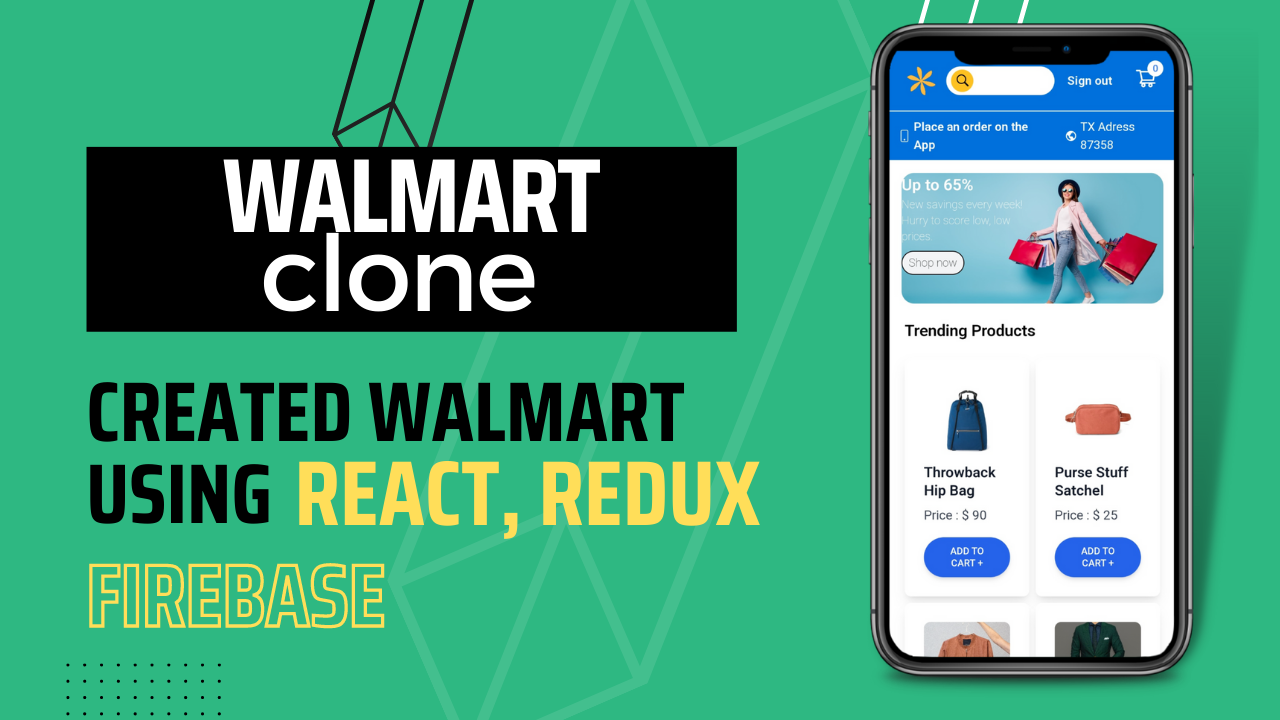 WALMART
clone
CREATED WALMART
USING REACT, REDUX
FIREBASE
0
Sign out
Place an order on the
App
TX Adress
87358
Up to 65%
New savings every week!
Hurry to score low, low
prices
Shop now
Trending Products
Throwback
Hip Bag
Price : $ 90
ADD TO
CART +
Purse Stuff
Satchel
Price : $ 25
ADD TO
CART +